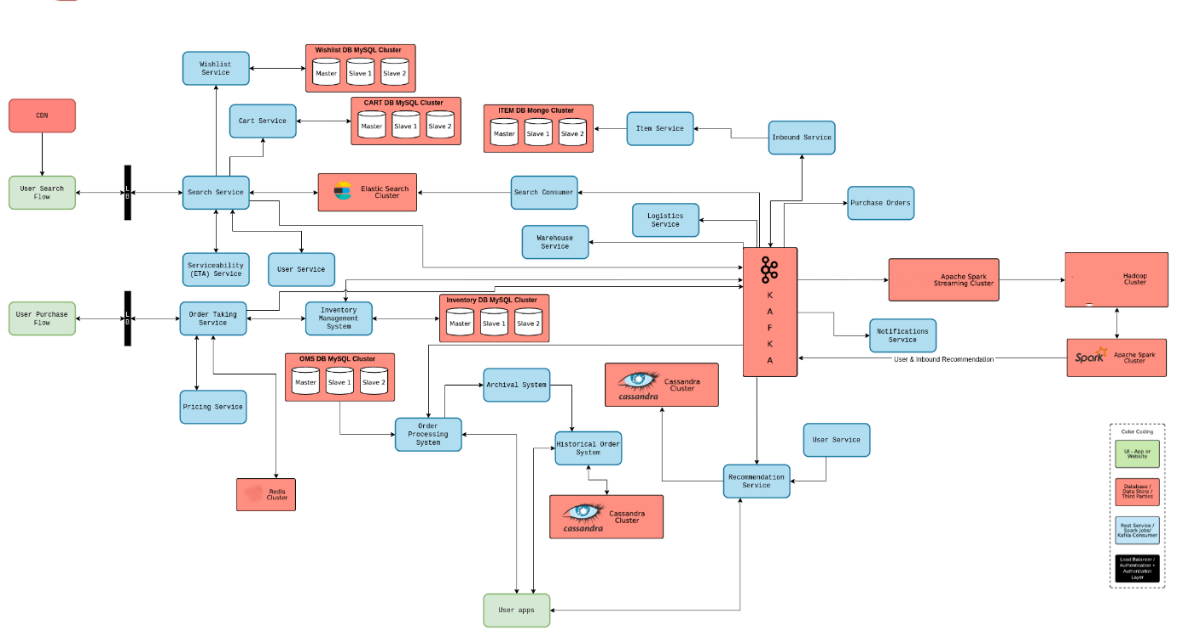 Wishlist DB MySQL Cluster
Wishlist
Service
Master
Slave 1
Slave 2
CART DB MySQL Cluster
Cart Service
Master
Slave 1
Slave 2
ITEM DB Mongo Cluster
Master
Slave 1
Slave 2
Item Service
Inbound Service
CDN
User Search
Flow
L
B
Search Service
Elastic Search
Cluster
Search Consumer
Logistics
Service
Purchase Orders
Warehouse
Service
Serviceability
(ETA) Service
User Service
K
A
F
K
A
Apache Spark
Streaming Cluster
Hadoop
Cluster
User Purchase
Flow
L
B
Order Taking
Service
Inventory
Management
System
Inventory DB MySQL Cluster
Master
Slave 1
Slave 2
Notifications
Service
User & Inbound Recommendation
Spark
Apache Spark
Cluster
OMS DB MySQL Cluster
Master
Slave 1
Slave 2
Archival System
cassandra
Cassandra
Cluster
Pricing Service
Order
Processing
System
Historical Order
System
User Service
Recommendation
Service
Redis
Cluster
cassandra
Cassandra
Cluster
User apps
Color Coding
UI - App or
Website
Database /
Data Store /
Third Parties
Rest Service /
Spark Jobs/
Kafka Consumer
Load Balancer /
Authentication +
Authorization
Layer